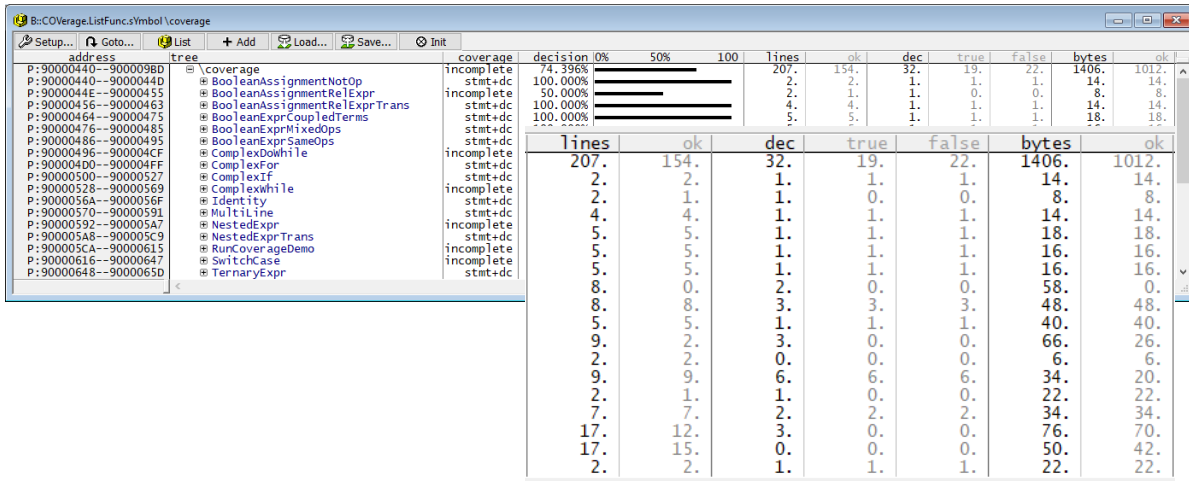 B::COVerage.ListFunc.sYmbol \coverage
Setup... Goto... List + Add Load... Save... Init
address tree coverage decision 0% 50% 100 lines ok dec true false bytes ok
P:90000440--900009BD \coverage incomplete 74.396% 207. 154. 32. 19. 22. 1406. 1012.
P:90000440--9000044D BooleanAssignmentNotOp stmt+dc 100.000% 2. 2. 1. 1. 1. 14. 14.
P:9000044E--90000455 BooleanAssignmentRelExpr incomplete 50.000% 2. 1. 1. 0. 0. 8. 8.
P:90000456--90000463 BooleanAssignmentRelExprTrans stmt+dc 100.000% 4. 4. 1. 1. 1. 14. 14.
P:90000464--90000475 BooleanExprCoupledTerms stmt+dc 100.000% 5. 5. 1. 1. 1. 18. 18.
P:90000476--90000485 BooleanExprMixedOps stmt+dc
P:90000486--90000495 BooleanExprSameOps stmt+dc
P:90000496--900004CF ComplexDoWhile incomplete
P:900004D0--900004FF ComplexFor stmt+dc
P:90000500--90000527 ComplexIf stmt+dc
P:90000528--90000569 ComplexWhile incomplete
P:9000056A--9000056F Identity stmt+dc
P:90000570--90000591 MultiLine stmt+dc
P:90000592--900005A7 NestedExpr incomplete
P:900005A8--900005C9 NestedExprTrans stmt+dc
P:900005CA--90000615 RunCoverageDemo incomplete
P:90000616--90000647 SwitchCase incomplete
P:90000648--9000065D TernaryExpr stmt+dc
lines ok dec true false bytes ok
207. 154. 32. 19. 22. 1406. 1012.
2. 2. 1. 1. 1. 14. 14.
2. 1. 1. 0. 0. 8. 8.
4. 4. 1. 1. 1. 14. 14.
5. 5. 1. 1. 1. 18. 18.
5. 5. 1. 1. 1. 16. 16.
5. 5. 1. 1. 1. 16. 16.
8. 0. 2. 0. 0. 58. 0.
8. 8. 3. 3. 3. 48. 48.
5. 5. 1. 1. 1. 40. 40.
9. 2. 3. 0. 0. 66. 26.
2. 2. 0. 0. 0. 6. 6.
9. 9. 6. 6. 6. 34. 20.
2. 1. 1. 0. 0. 22. 22.
7. 7. 2. 2. 2. 34. 34.
17. 12. 3. 0. 0. 76. 70.
17. 15. 0. 0. 0. 50. 42.
2. 2. 1. 1. 1. 22. 22.